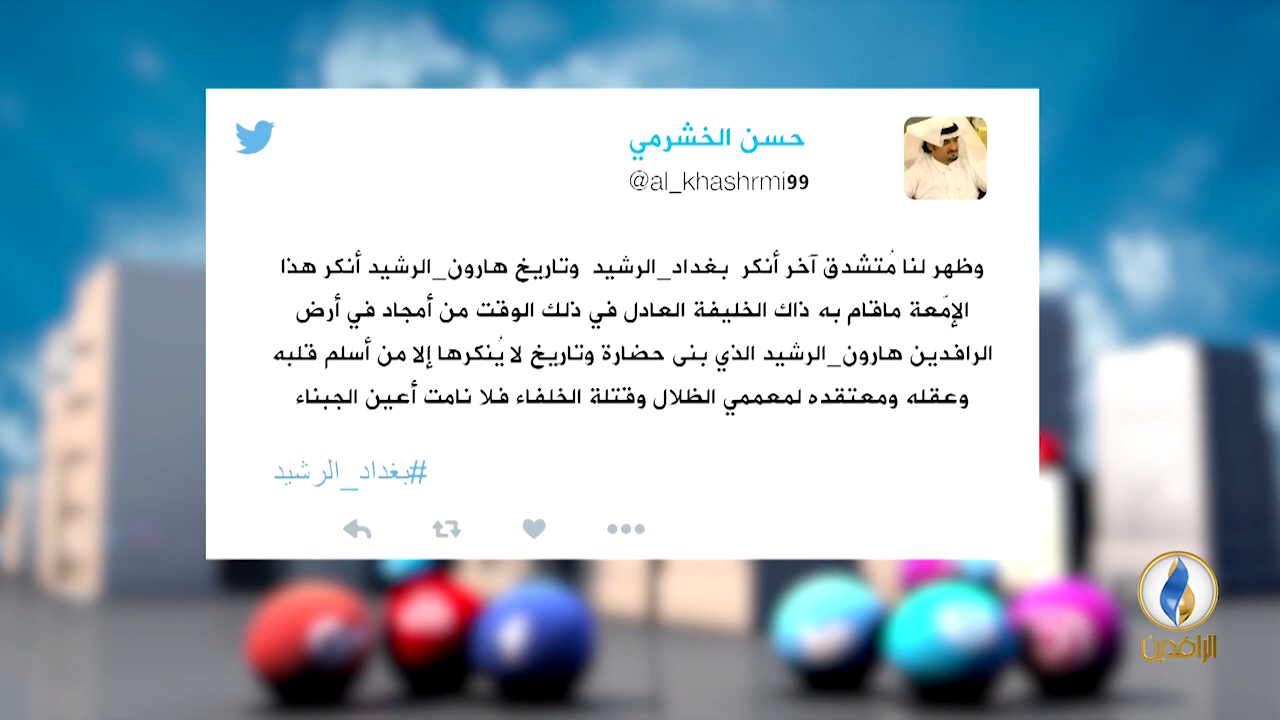 حسن الخشرمي
@al_khashrmi99
وظهر لنا مُتشدق آخر أنكر بغداد_الرشيد وتاريخ هارون_الرشيد أنكر هذا
الإمّعة ماقام به ذاك الخليفة العادل في ذلك الوقت من أمجاد في أرض
الرافدين هارون_الرشيد الذي بنى حضارة وتاريخ لا يُنكرها إلا من أسلم قلبه
وعقله ومعتقده لمعممي الظلال وقتلة الخلفاء فلا نامت أعين الجبناء
#بغداد_الرشيد
الرافدين